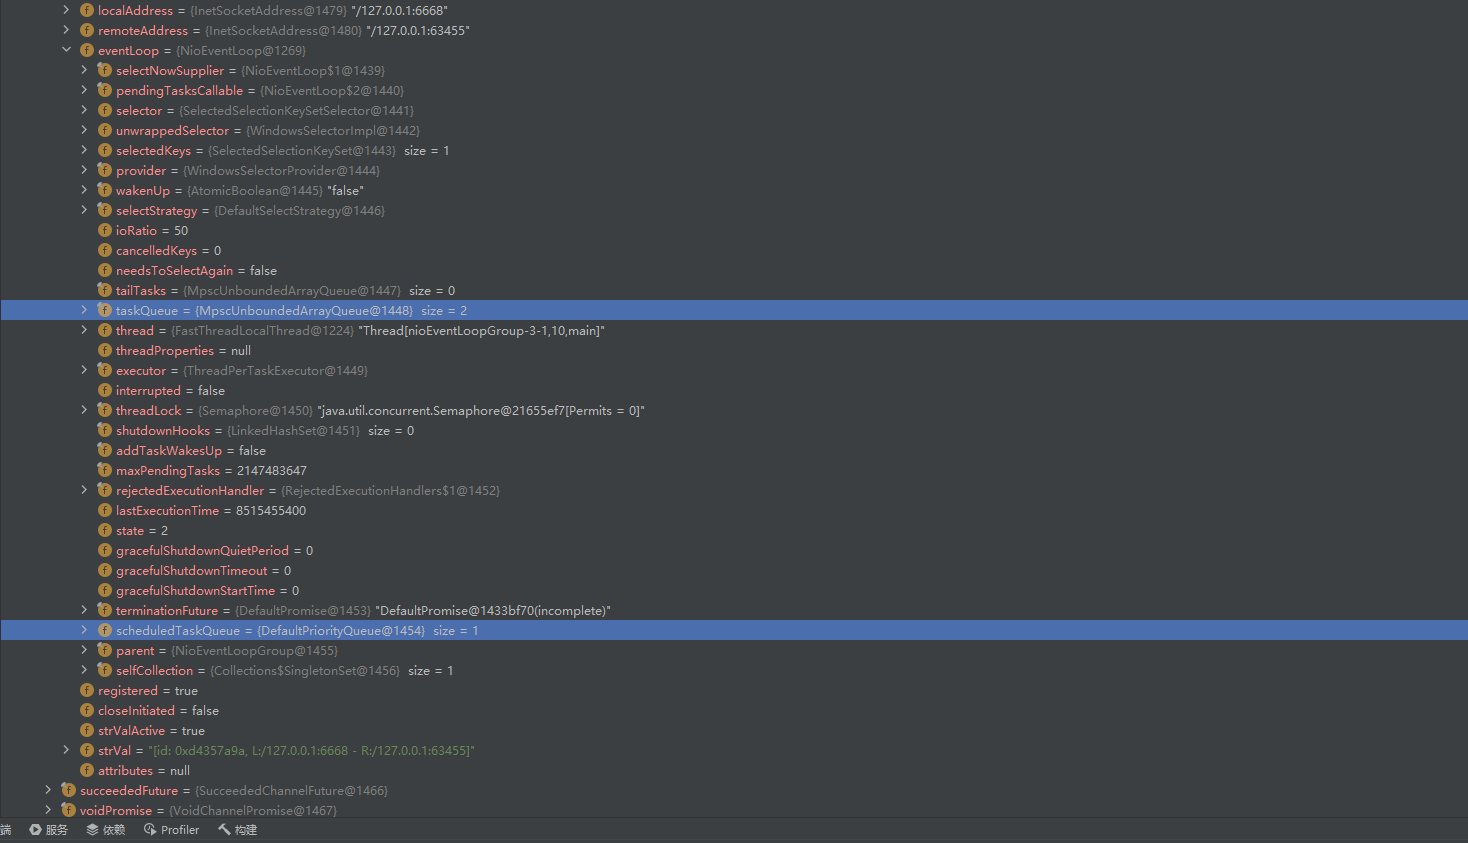 localAddress = {InetSocketAddress@1479} "/127.0.0.1:6668"
remoteAddress = {InetSocketAddress@1480} "/127.0.0.1:63455"
eventLoop = {NioEventLoop@1269}
selectNowSupplier = {NioEventLoop$1@1439}
pendingTasksCallable = {NioEventLoop$2@1440}
selector = {SelectedSelectionKeySetSelector@1441}
unwrappedSelector = {WindowsSelectorImpl@1442}
selectedKeys = {SelectedSelectionKeySet@1443} size = 1
provider = {WindowsSelectorProvider@1444}
wakenUp = {AtomicBoolean@1445} "false"
selectStrategy = {DefaultSelectStrategy@1446}
ioRatio = 50
cancelledKeys = 0
needsToSelectAgain = false
tailTasks = {MpscUnboundedArrayQueue@1447} size = 0
taskQueue = {MpscUnboundedArrayQueue@1448} size = 2
thread = {FastThreadLocalThread@1224} "Thread[nioEventLoopGroup-3-1,10,main]"
threadProperties = null
executor = {ThreadPerTaskExecutor@1449}
interrupted = false
threadLock = {Semaphore@1450} "java.util.concurrent.Semaphore@21655ef7[Permits = 0]"
shutdownHooks = {LinkedHashSet@1451} size = 0
addTaskWakesUp = false
maxPendingTasks = 2147483647
rejectedExecutionHandler = {RejectedExecutionHandlers$1@1452}
lastExecutionTime = 8515455400
state = 2
gracefulShutdownQuietPeriod = 0
gracefulShutdownTimeout = 0
gracefulShutdownStartTime = 0
terminationFuture = {DefaultPromise@1453} "DefaultPromise@1433bf70(incomplete)"
scheduledTaskQueue = {DefaultPriorityQueue@1454} size = 1
parent = {NioEventLoopGroup@1455}
selfCollection = {Collections$SingletonSet@1456} size = 1
registered = true
closeInitiated = false
strValActive = true
strVal = "[id: 0xd4357a9a, L:/127.0.0.1:6668 - R:/127.0.0.1:63455]"
attributes = null
succeededFuture = {SucceededChannelFuture@1466}
voidPromise = {VoidChannelPromise@1467}
端 服务 依赖 Profiler 构建